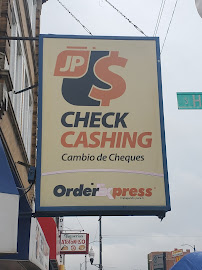 JP$
CHECK
CASHING
Cambio de Cheques
OrderExpress